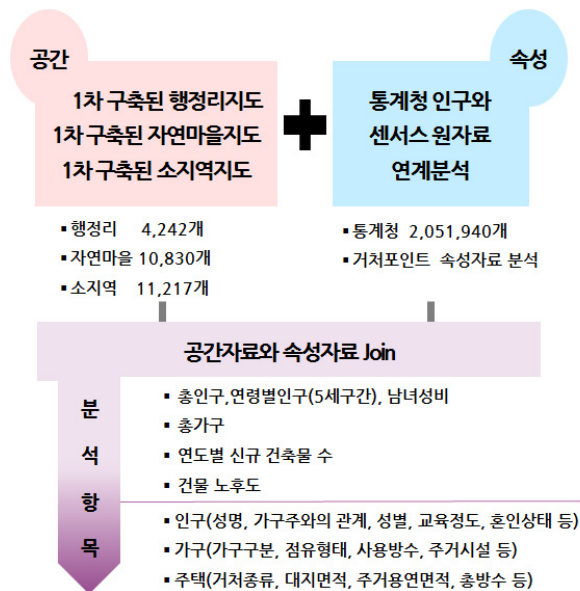 공간
1차 구축된 행정리지도
1차 구축된 자연마을지도
1차 구축된 소지역지도
속성
통계청 인구와
센서스 원자료
연계분석
▪ 행정리 4,242개
▪ 자연마을 10,830개
▪ 소지역 11,217개
▪ 통계청 2,051,940개
▪ 거처포인트 속성자료 분석
공간자료와 속성자료 Join
분
석
항
목
▪ 총인구,연령별인구(5세구간), 남녀성비
▪ 총가구
▪ 연도별 신규 건축물 수
▪ 건물 노후도
▪ 인구(성명, 가구주와의 관계, 성별, 교육정도, 혼인상태 등)
▪ 가구(가구구분, 점유형태, 사용방수, 주거시설 등)
▪ 주택(거처종류, 대지면적, 주거용연면적, 총방수 등)